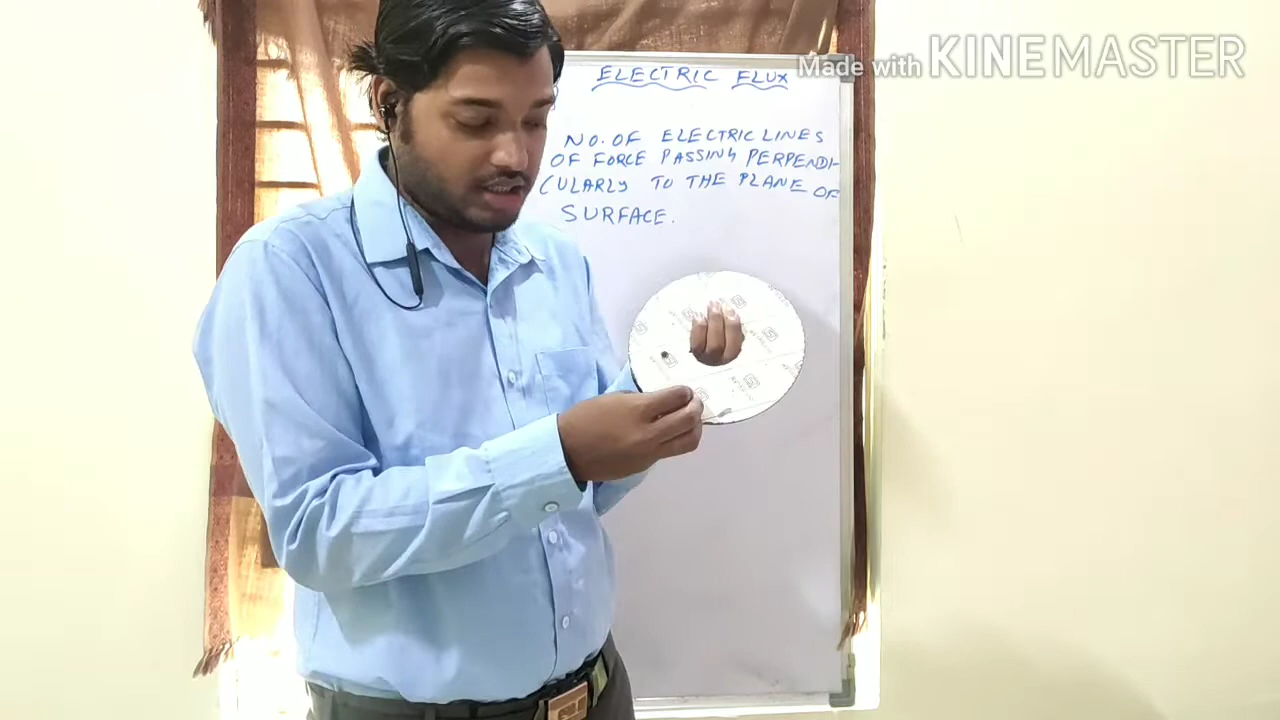 Made with KINEMASTER
ELECTRIC FLUX
NO. OF ELECTRIC LINES
OF FORCE PASSING PERPENDI-
CULARLY TO THE PLANE OF
SURFACE.